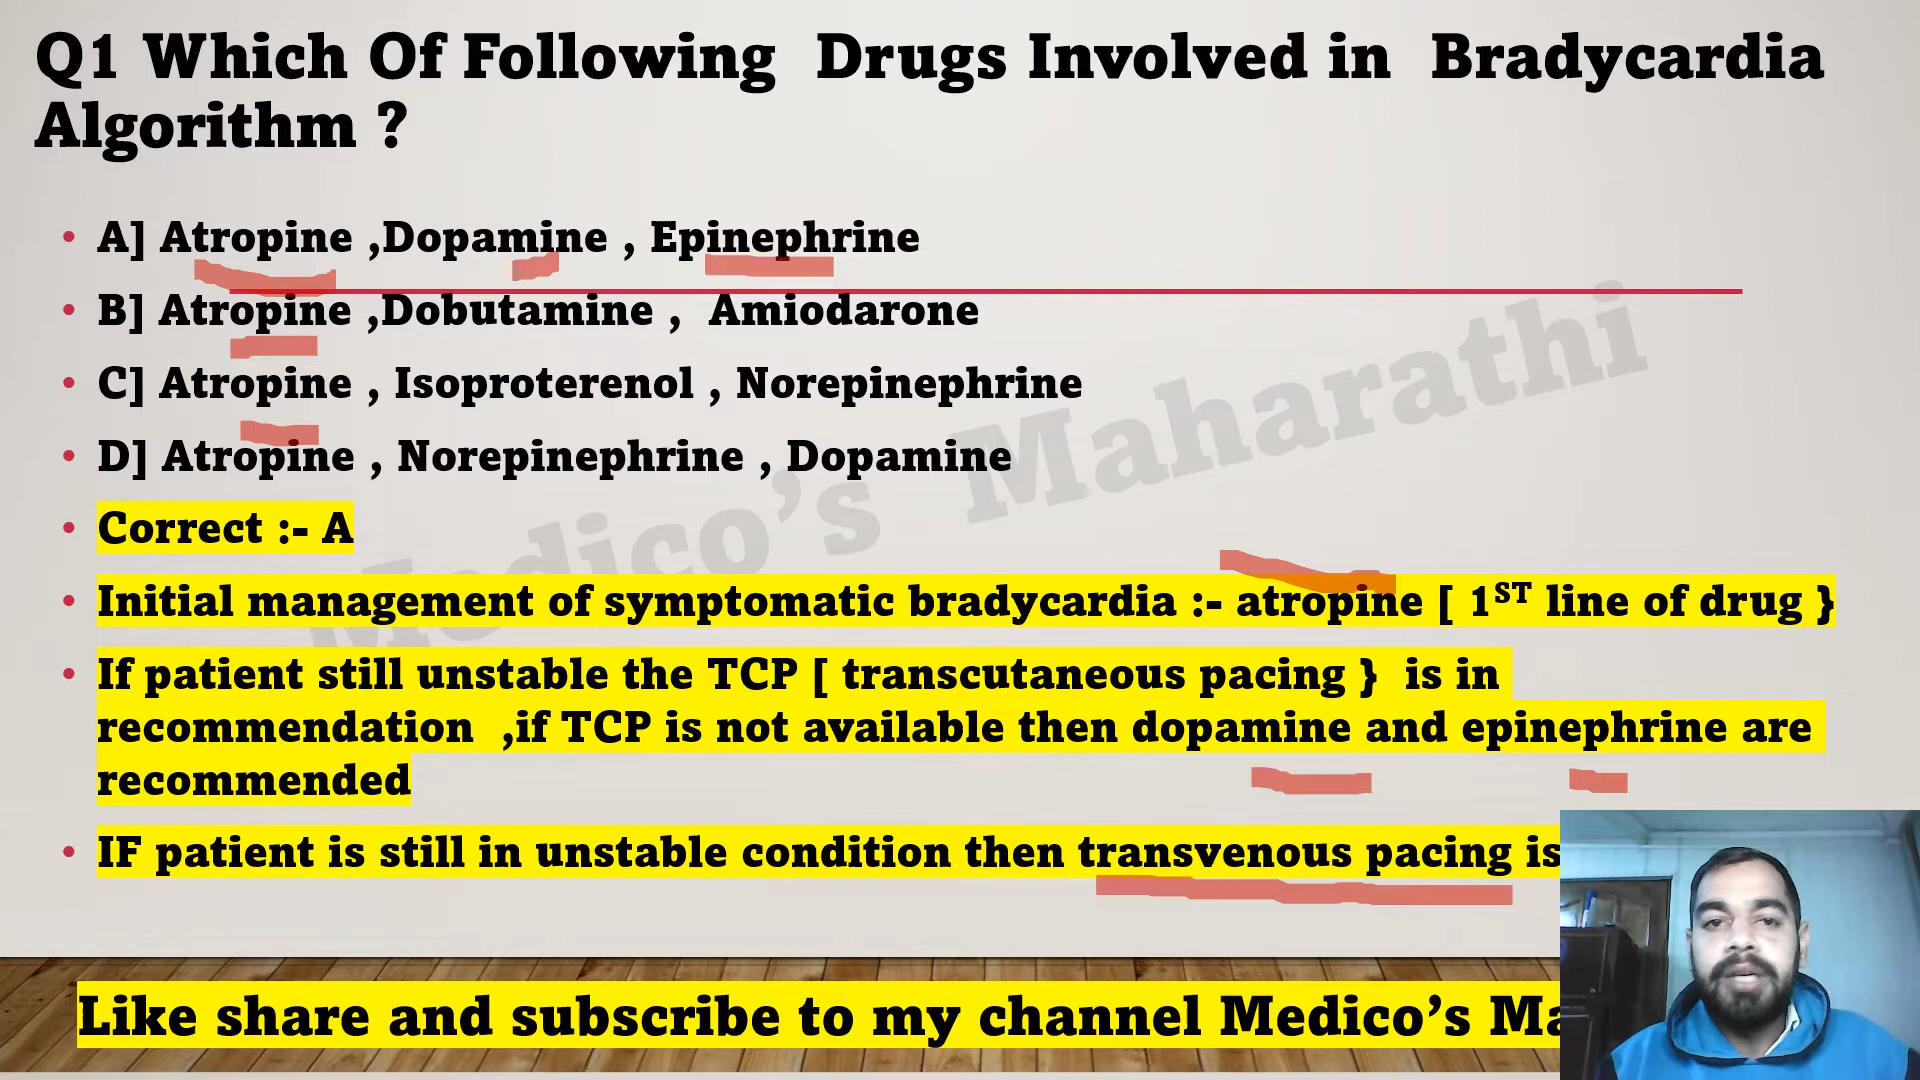 Q1 Which Of Following Drugs Involved in Bradycardia
Algorithm ?
• A] Atropine ,Dopamine , Epinephrine
• B] Atropine ,Dobutamine , Amiodarone
• C] Atropine , Isoproterenol , Norepinephrine
• D] Atropine , Norepinephrine , Dopamine
• Correct :- A
• Initial management of symptomatic bradycardia :- atropine [ 1ST line of drug }
• If patient still unstable the TCP [ transcutaneous pacing } is in
recommendation ,if TCP is not available then dopamine and epinephrine are
recommended
• IF patient is still in unstable condition then transvenous pacing is
Like share and subscribe to my channel Medico’s Ma
Medico’s Maharathi